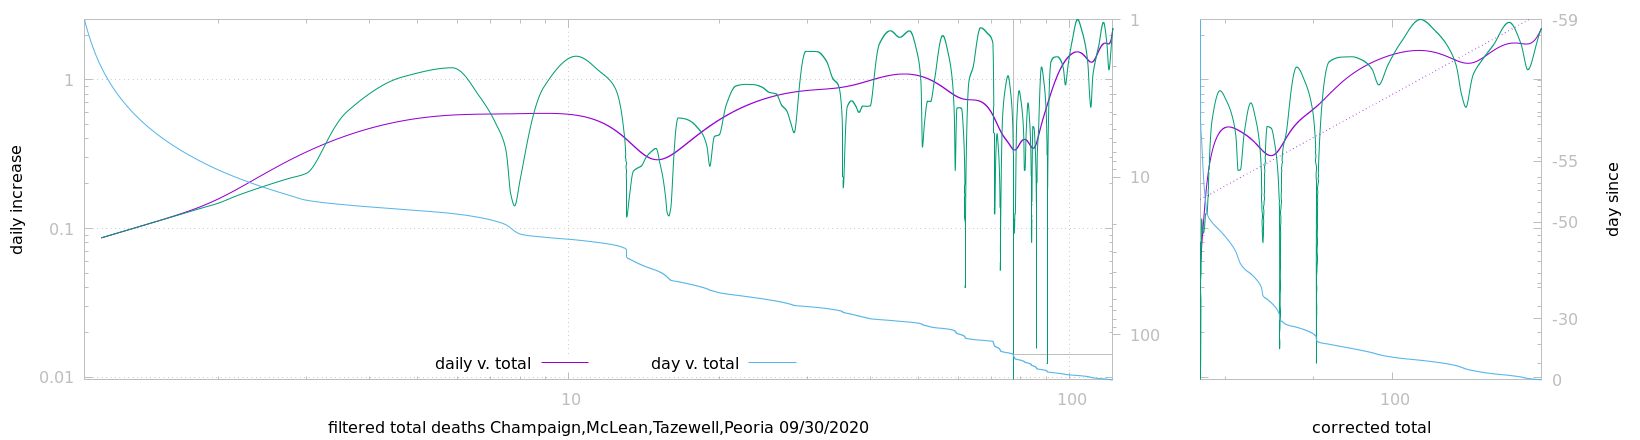 1
0.1
0.01
daily increase
10
100
1
10
100
daily v. total
day v. total
filtered total deaths Champaign,McLean,Tazewell,Peoria 09/30/2020
-59
-55
-50
-30
0
day since
100
corrected total